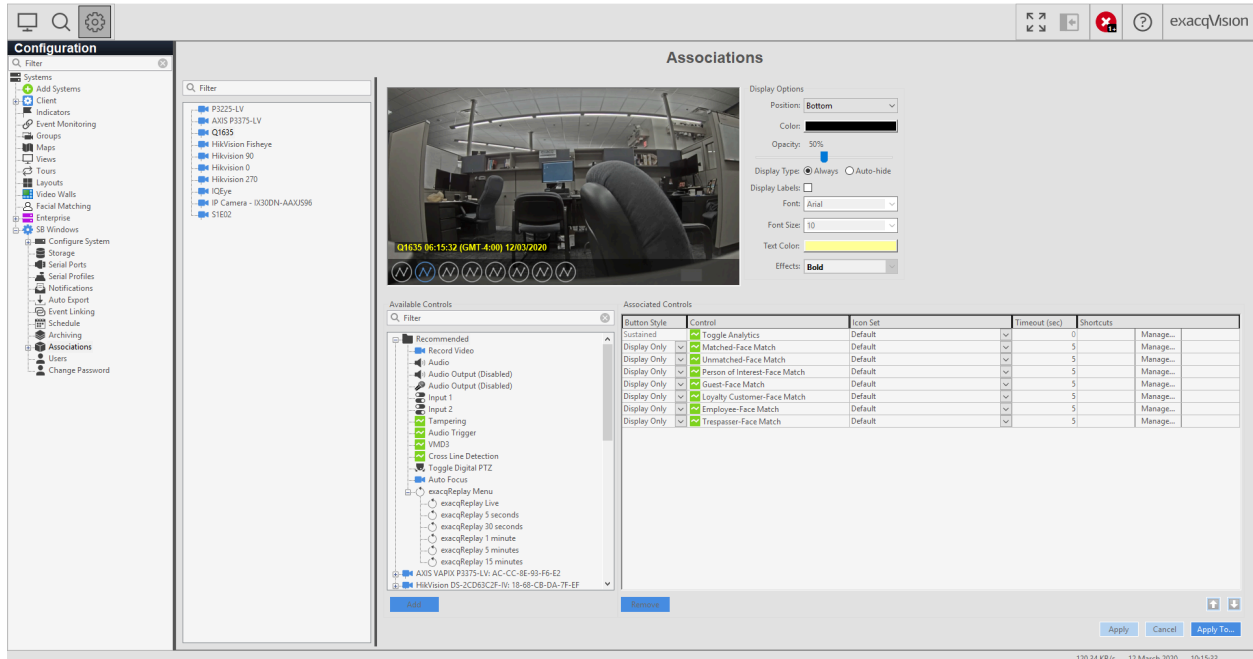 exacqVision
Configuration
Filter
Systems
Add Systems
Client
Indicators
Event Monitoring
Groups
Maps
Views
Tours
Layouts
Video Walls
Facial Matching
Enterprise
SB Windows
Configure System
Storage
Serial Ports
Serial Profiles
Notifications
Auto Export
Event Linking
Schedule
Archiving
Associations
Users
Change Password
Associations
Filter
P3225-LV
AXIS P3375-LV
Q1635
HikVision Fisheye
Hikvision 90
Hikvision 0
Hikvision 270
IQEye
IP Camera - IX30DN-AAXJS96
S1E02
Q1635 06:15:32 (GMT-4:00) 12/03/2020
Display Options
Position: Bottom
Color:
Opacity: 50%
Display Type: Always Auto-hide
Display Labels:
Font: Arial
Font Size: 10
Text Color:
Effects: Bold
Available Controls
Filter
Recommended
Record Video
Audio
Audio Output (Disabled)
Audio Output (Disabled)
Input 1
Input 2
Tampering
Audio Trigger
VMD3
Cross Line Detection
Toggle Digital PTZ
Auto Focus
exacqReplay Menu
exacqReplay Live
exacqReplay 5 seconds
exacqReplay 30 seconds
exacqReplay 1 minute
exacqReplay 5 minutes
exacqReplay 15 minutes
AXIS VAPIX P3375-LV: AC-CC-8E-93-F6-E2
HikVision DS-2CD63C2F-IV: 18-68-CB-DA-7F-EF
Add
Associated Controls
Button Style Control Icon Set Timeout (sec) Shortcuts
Sustained Toggle Analytics Default 0 Manage...
Display Only Matched-Face Match Default 5 Manage...
Display Only Unmatched-Face Match Default 5 Manage...
Display Only Person of Interest-Face Match Default 5 Manage...
Display Only Guest-Face Match Default 5 Manage...
Display Only Loyalty Customer-Face Match Default 5 Manage...
Display Only Employee-Face Match Default 5 Manage...
Display Only Trespasser-Face Match Default 5 Manage...
Remove
Apply Cancel Apply To...
120.34 KB/s 12 March 2020 10:15:33